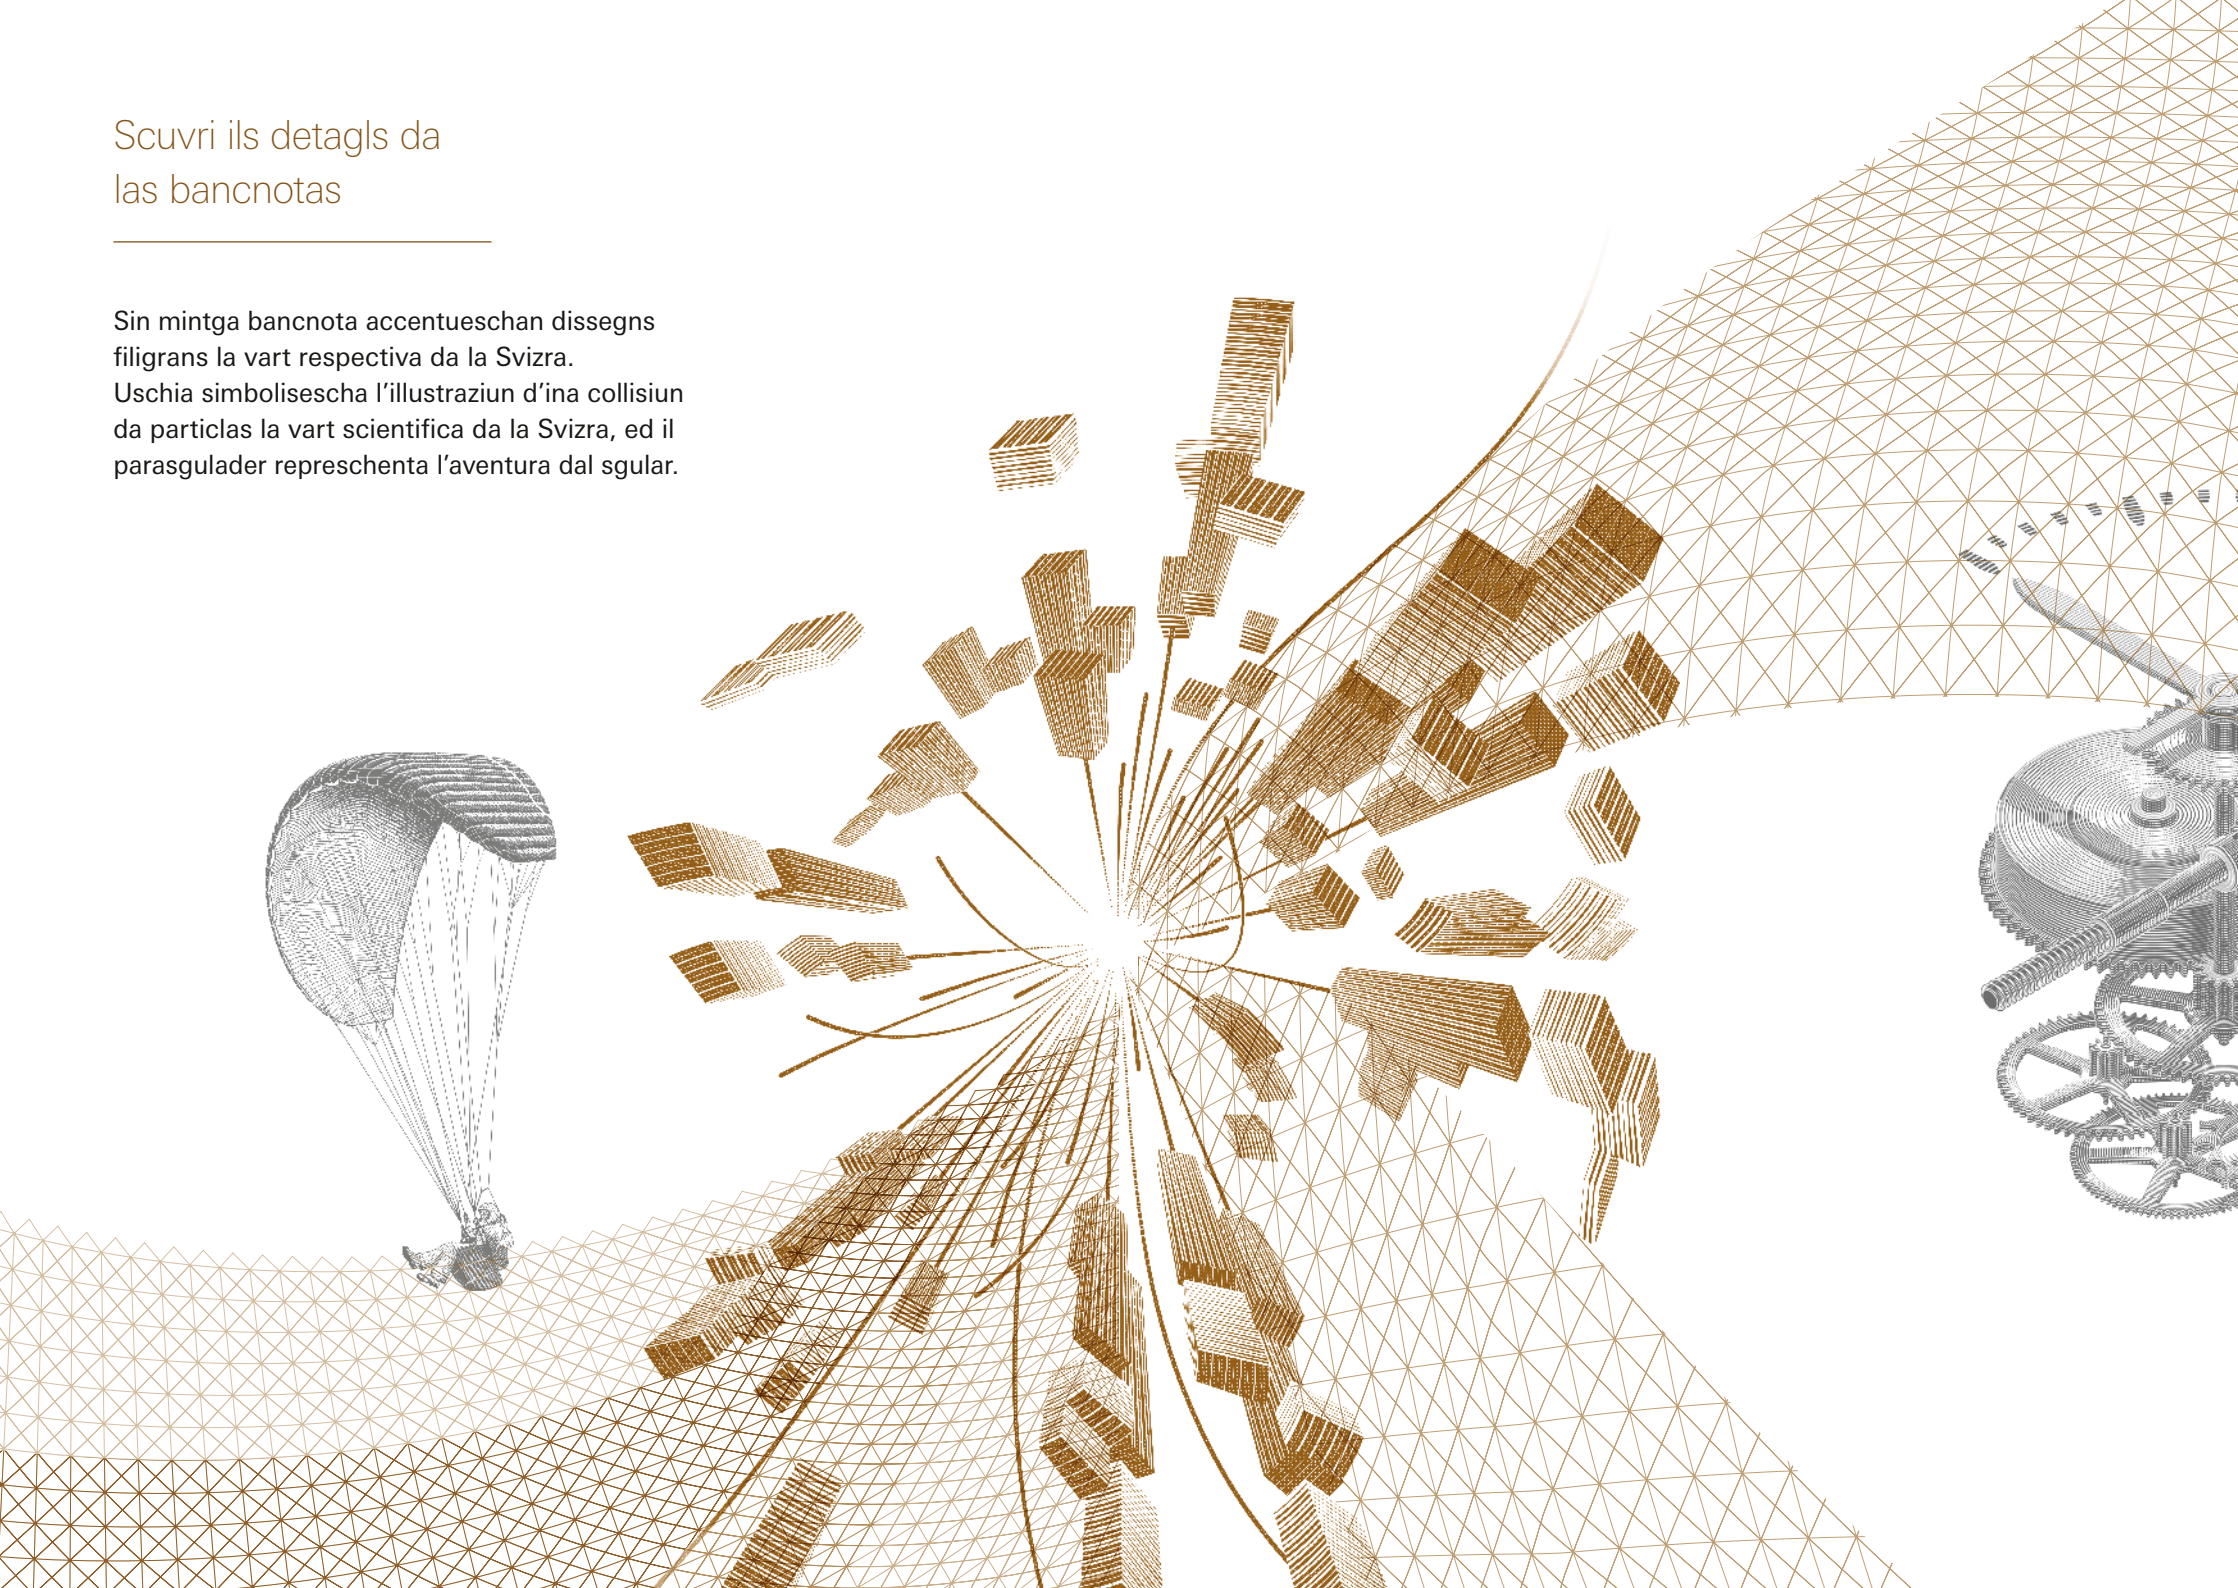 Scuvri ils detagls da
las bancnotas
Sin mintga bancnota accentueschan dissegns
filigrans la vart respectiva da la Svizra.
Uschia simbolisescha l’illustraziun d’ina collisiun
da particlas la vart scientifica da la Svizra, ed il
parasgulader represchenta l’aventura dal sgular.